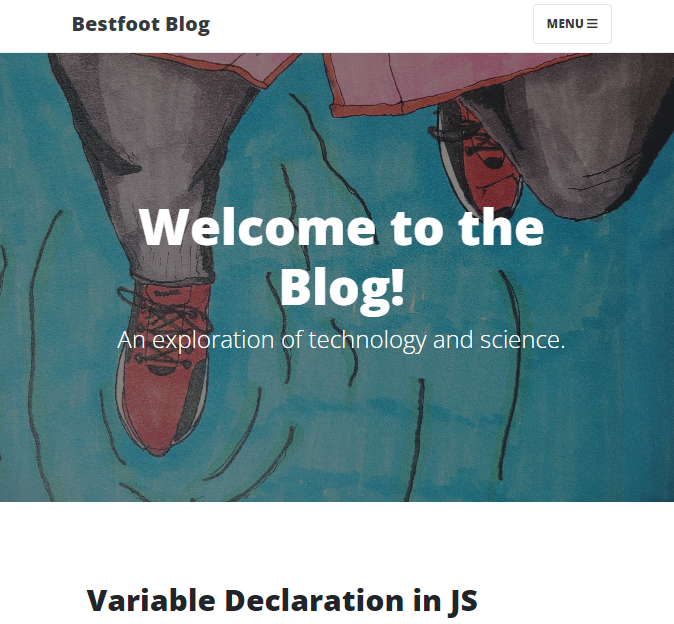 Bestfoot Blog
MENU
Welcome to the
Blog!
An exploration of technology and science.
Variable Declaration in JS